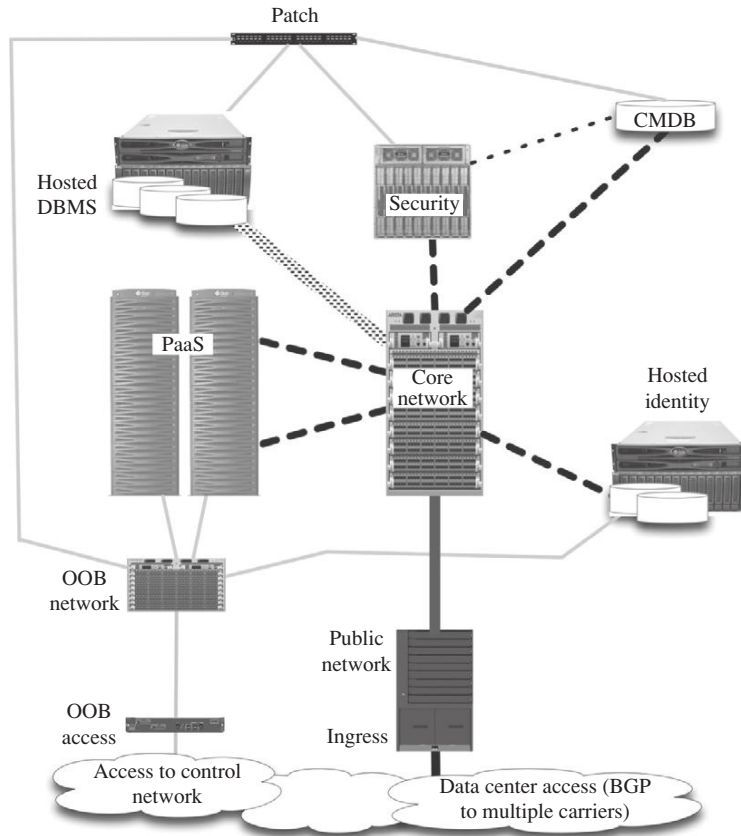 Patch
CMDB
Hosted
DBMS
Security
PaaS
Core
network
Hosted
identity
OOB
network
Public
network
OOB
access
Ingress
Access to control
network
Data center access (BGP
to multiple carriers)